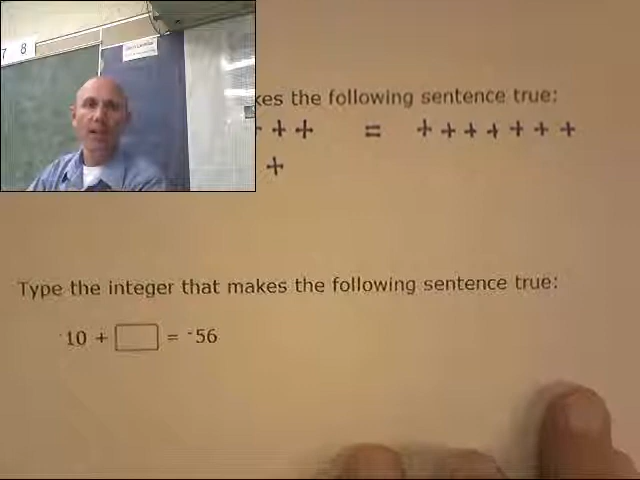 7 8
kes the following sentence true:
+ + + = + + + + + + +
+
Type the integer that makes the following sentence true:
-10 + = -56